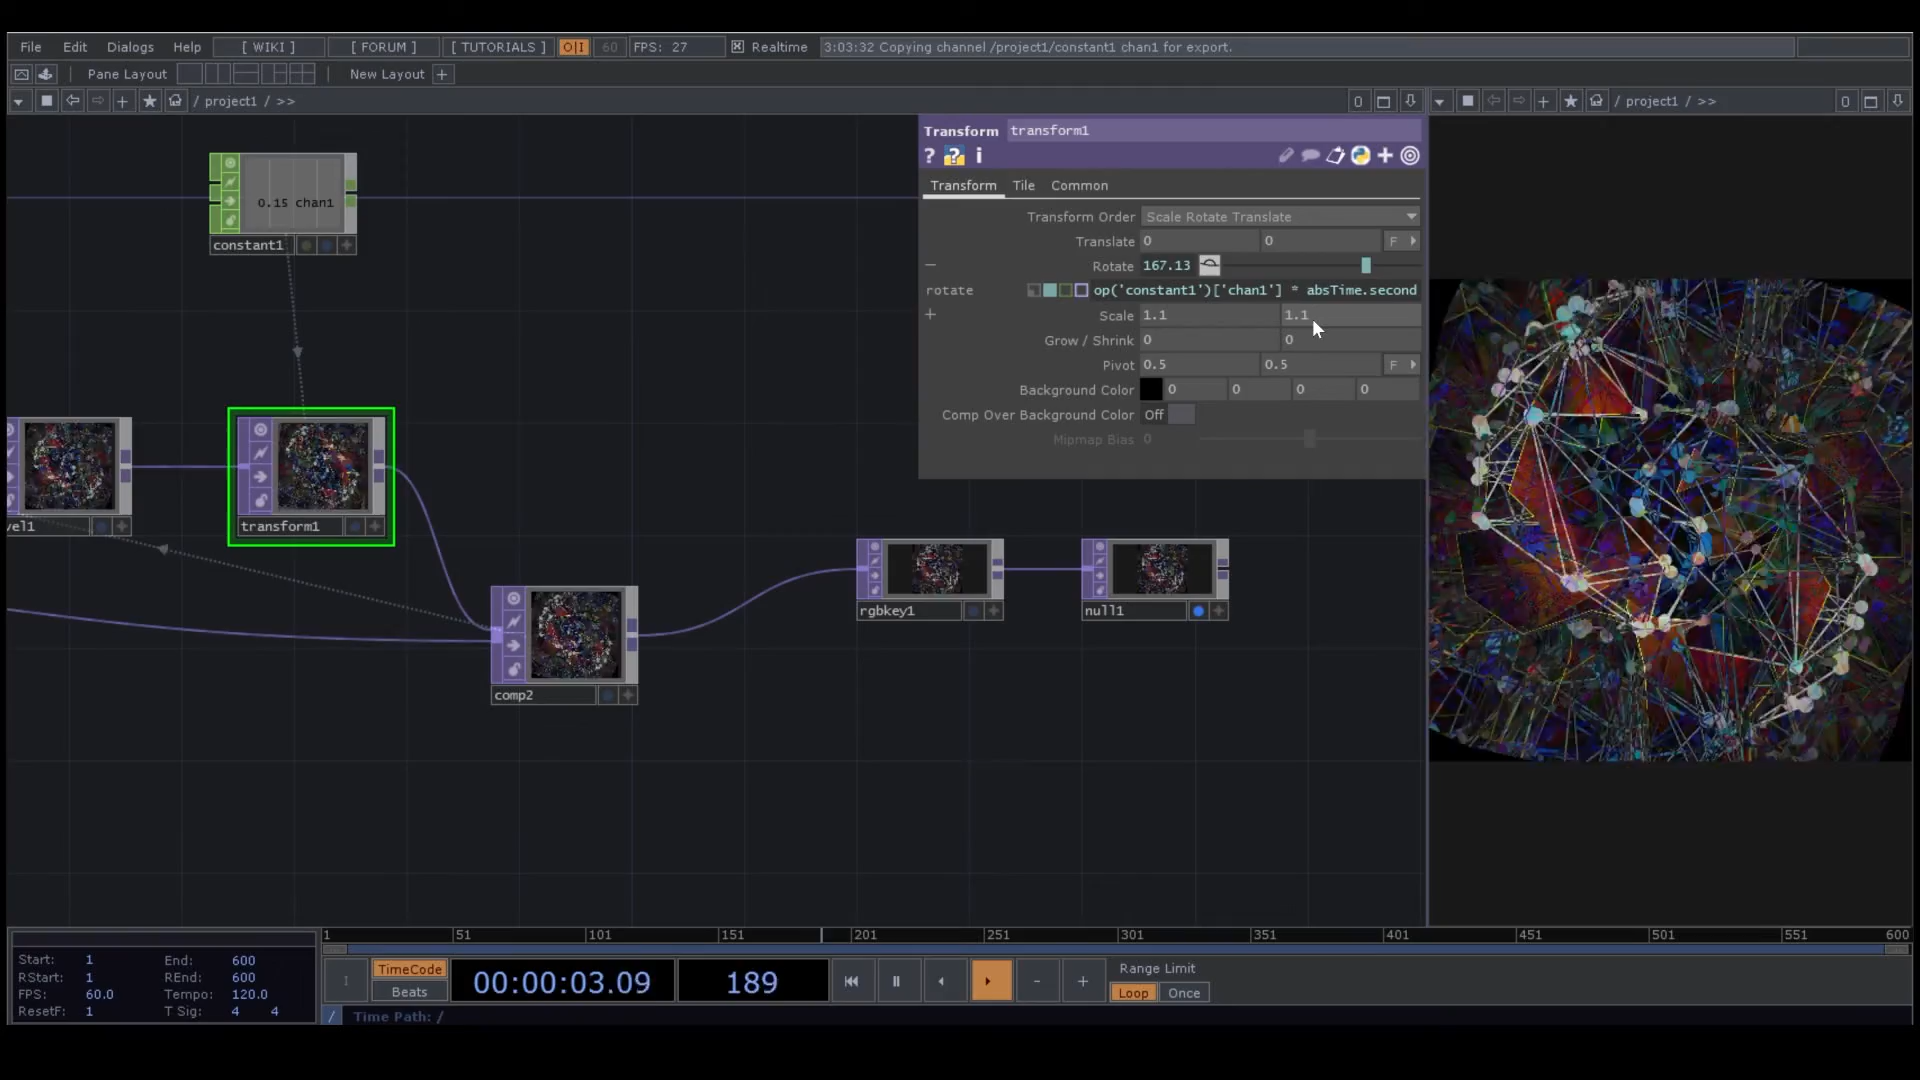 File Edit Dialogs Help [ WIKI ] [ FORUM ] [ TUTORIALS ] O|I 60 FPS: 27 Realtime 3:03:32 Copying channel /project1/constant1 chan1 for export.
Pane Layout New Layout +
/ project1 / >> 0 / project1 / >> 0
Transform transform1
? ? i
Transform Tile Common
Transform Order Scale Rotate Translate
Translate 0 0 F
Rotate 167.13
rotate op('constant1')['chan1'] * absTime.second
Scale 1.1 1.1
Grow / Shrink 0 0
Pivot 0.5 0.5 F
Background Color 0 0 0 0
Comp Over Background Color Off
Mipmap Bias 0
0.15 chan1
constant1
vel1
transform1
comp2
rgbkey1
null1
1 51 101 151 201 251 301 351 401 451 501 551 600
Start: 1 End: 600
RStart: 1 REnd: 600
FPS: 60.0 Tempo: 120.0
ResetF: 1 T Sig: 4 4
TimeCode
Beats
00:00:03.09 189
Range Limit
Loop Once
/ Time Path: /